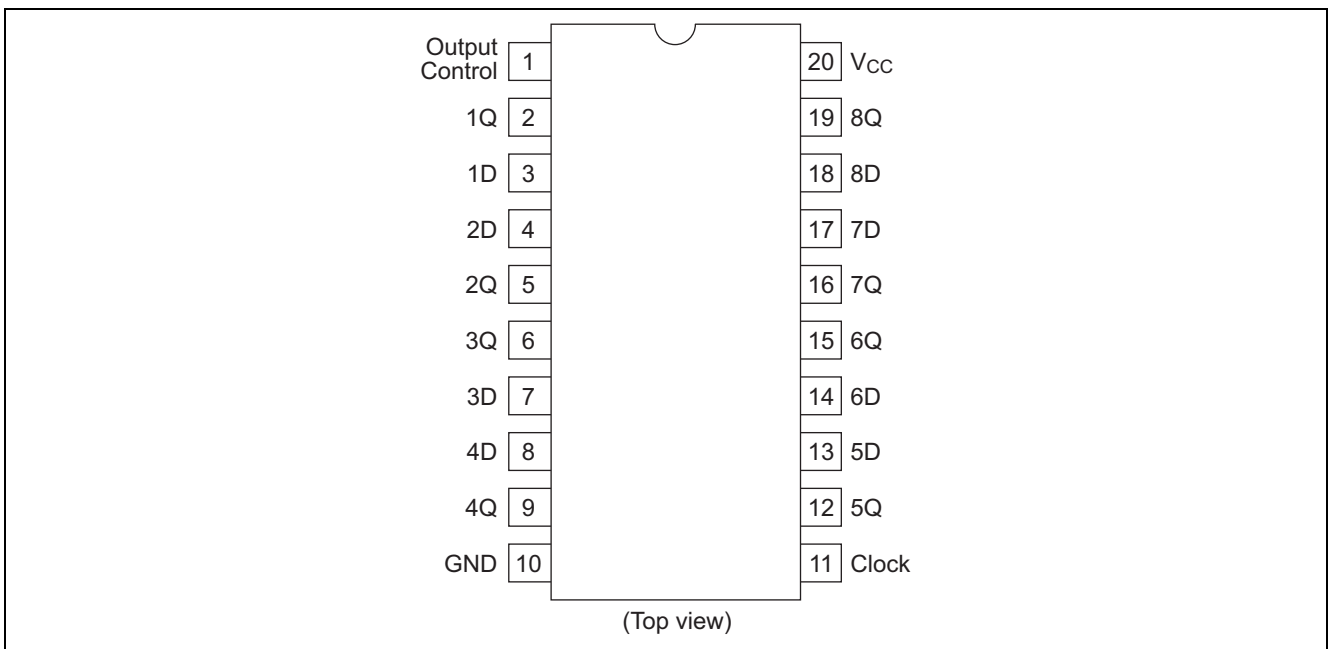 Output
Control 1 20 VCC
1Q 2 19 8Q
1D 3 18 8D
2D 4 17 7D
2Q 5 16 7Q
3Q 6 15 6Q
3D 7 14 6D
4D 8 13 5D
4Q 9 12 5Q
GND 10 11 Clock
(Top view)